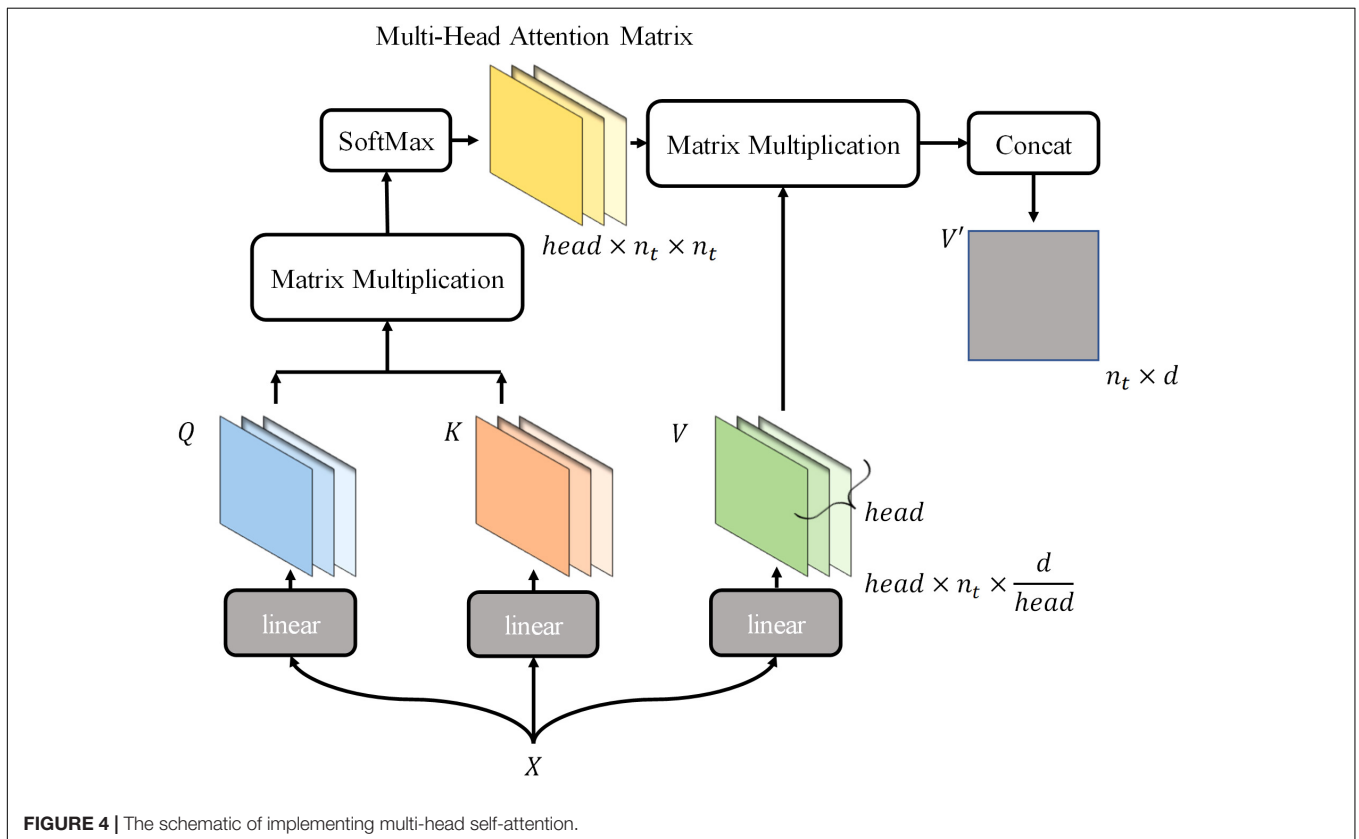 Multi-Head Attention Matrix
SoftMax
Matrix Multiplication
Concat
head × n_t × n_t
V′
Matrix Multiplication
n_t × d
Q
K
V
head
head × n_t × d/head
linear
linear
linear
X
FIGURE 4 | The schematic of implementing multi-head self-attention.